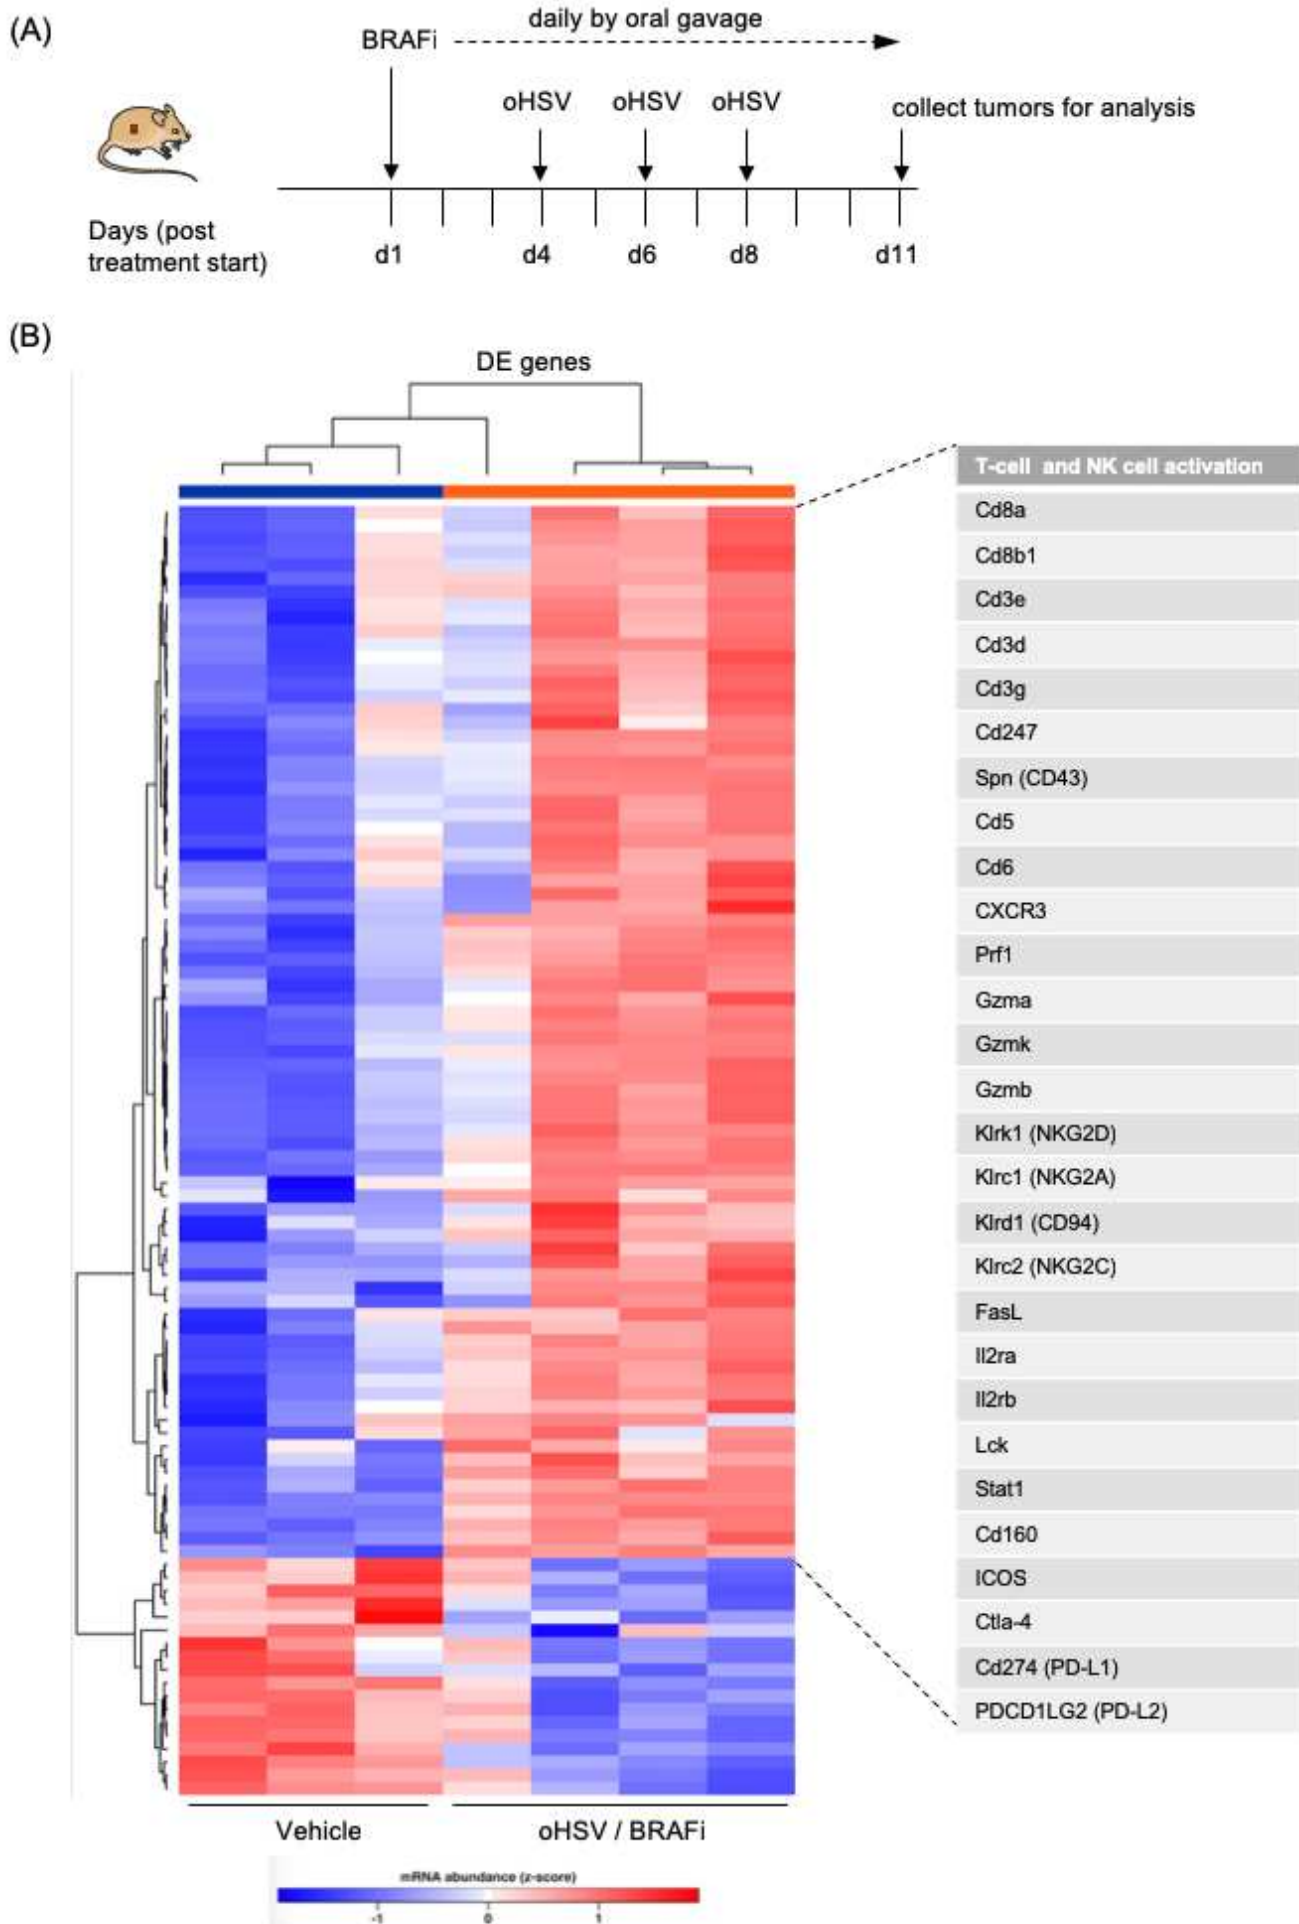 (A)
daily by oral gavage
BRAFi
oHSV oHSV oHSV
collect tumors for analysis
Days (post
treatment start)
d1 d4 d6 d8 d11
(B)
DE genes
T-cell and NK cell activation
Cd8a
Cd8b1
Cd3e
Cd3d
Cd3g
Cd247
Spn (CD43)
Cd5
Cd6
CXCR3
Prf1
Gzma
Gzmk
Gzmb
Klrk1 (NKG2D)
Klrc1 (NKG2A)
Klrd1 (CD94)
Klrc2 (NKG2C)
FasL
Il2ra
Il2rb
Lck
Stat1
Cd160
ICOS
Ctla-4
Cd274 (PD-L1)
PDCD1LG2 (PD-L2)
Vehicle oHSV / BRAFi
mRNA abundance (z-score)
-1 0 1